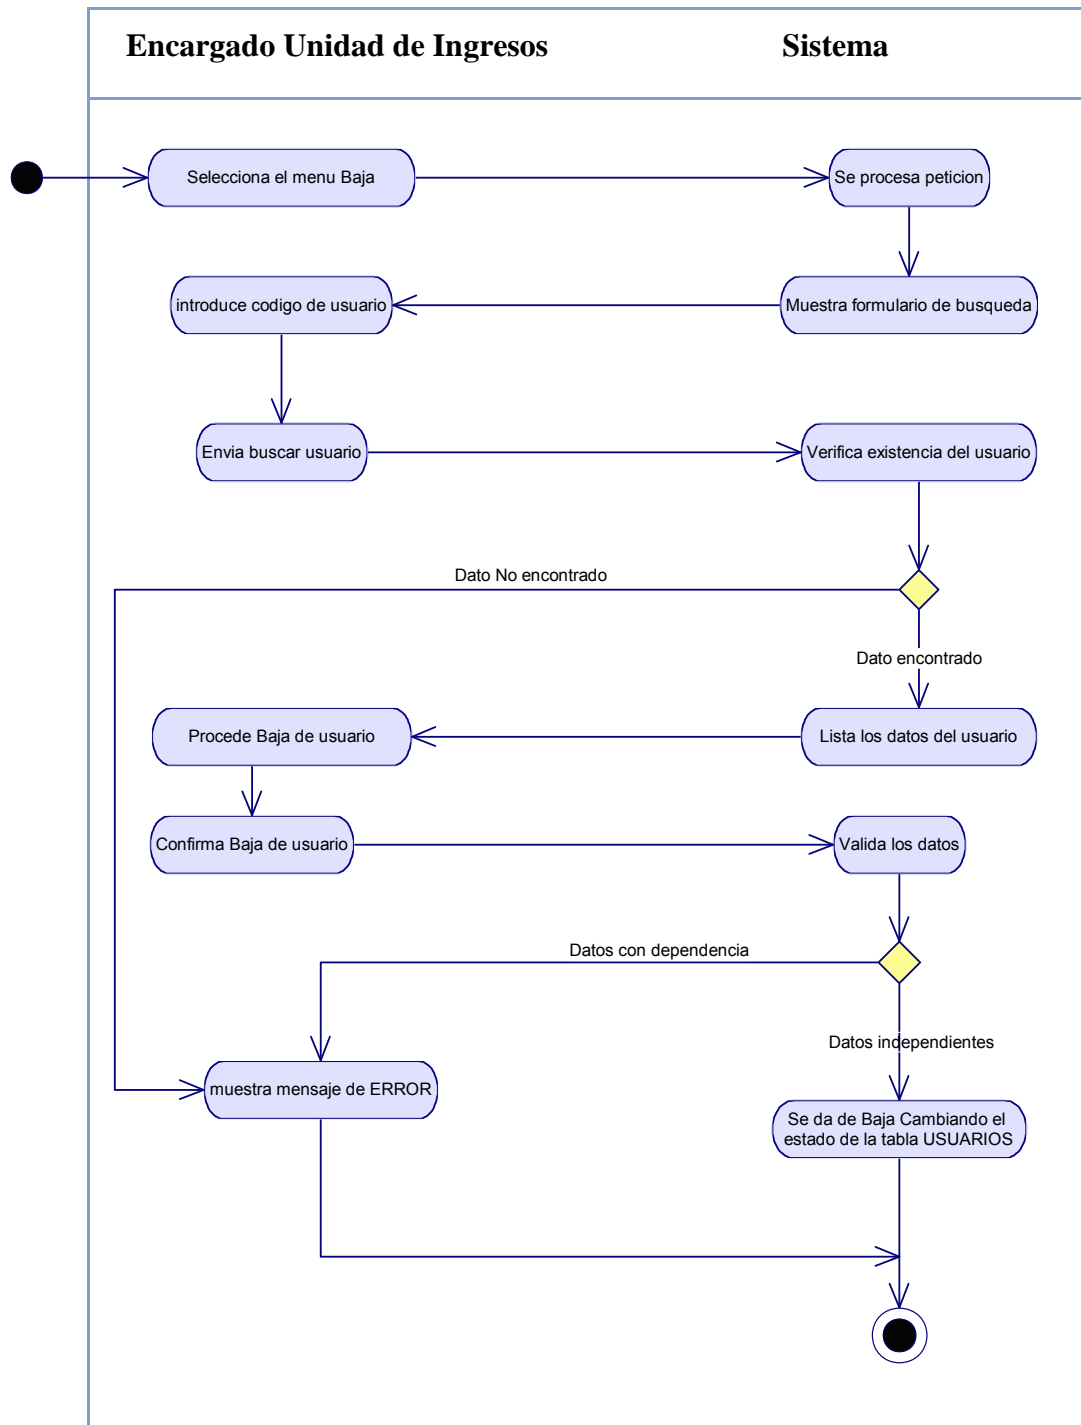 Encargado Unidad de Ingresos
Sistema
Selecciona el menu Baja
Se procesa peticion
introduce codigo de usuario
Muestra formulario de busqueda
Envia buscar usuario
Verifica existencia del usuario
Dato No encontrado
Dato encontrado
Procede Baja de usuario
Lista los datos del usuario
Confirma Baja de usuario
Valida los datos
Datos con dependencia
Datos independientes
muestra mensaje de ERROR
Se da de Baja Cambiando el
estado de la tabla USUARIOS